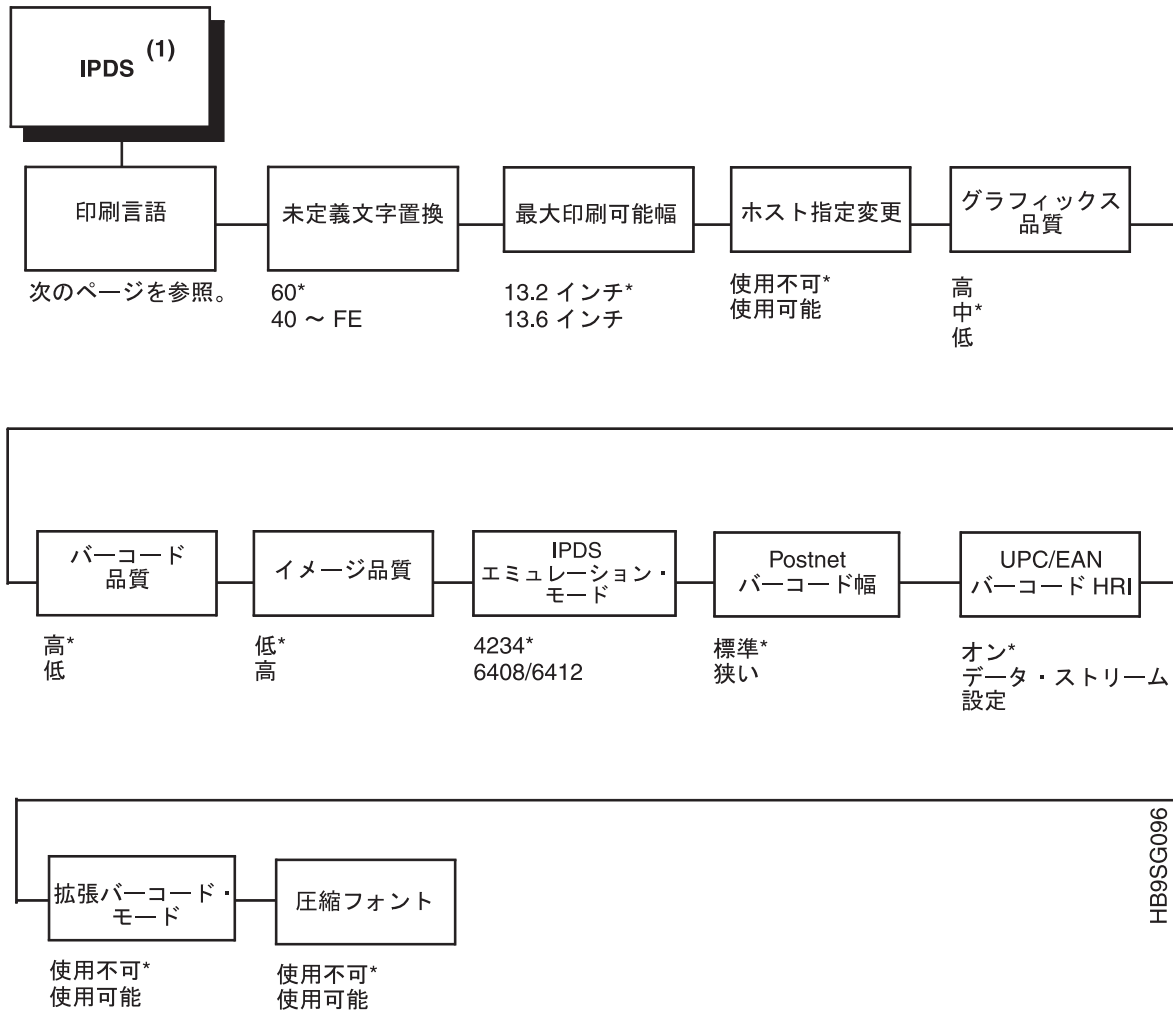 IPDS (1)
印刷言語
次のページを参照。
未定義文字置換
60*
40 ～ FE
最大印刷可能幅
13.2 インチ*
13.6 インチ
ホスト指定変更
使用不可*
使用可能
グラフィックス
品質
高
中*
低
バーコード
品質
高*
低
イメージ品質
低*
高
IPDS
エミュレーション・
モード
4234*
6408/6412
Postnet
バーコード幅
標準*
狭い
UPC/EAN
バーコード HRI
オン*
データ・ストリーム
設定
拡張バーコード・
モード
使用不可*
使用可能
圧縮フォント
使用不可*
使用可能
HB9SG096